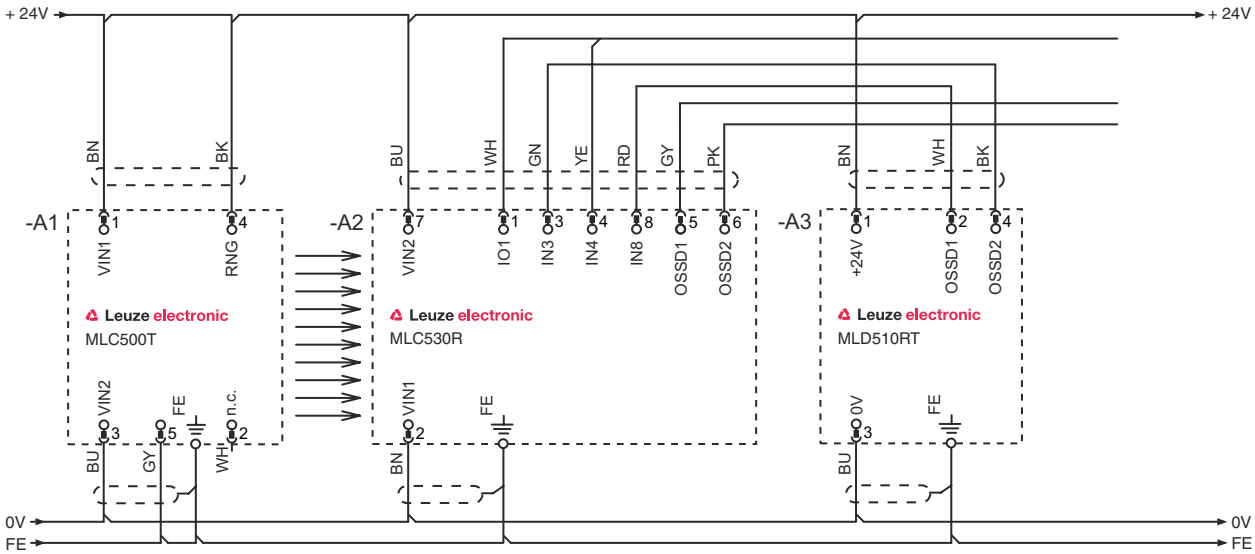 + 24V
+ 24V
BN
BK
BU
WH
GN
YE
RD
GY
PK
BN
WH
BK
-A1
1
4
-A2
7
1
3
4
8
5
6
-A3
1
2
4
VIN1
RNG
VIN2
IO1
IN3
IN4
IN8
OSSD1
OSSD2
+24V
OSSD1
OSSD2
Leuze electronic
Leuze electronic
Leuze electronic
MLC500T
MLC530R
MLD510RT
VIN2
FE
n.c.
VIN1
FE
0V
FE
3
5
2
2
3
BU
GY
WH
BN
BU
0V
0V
FE
FE